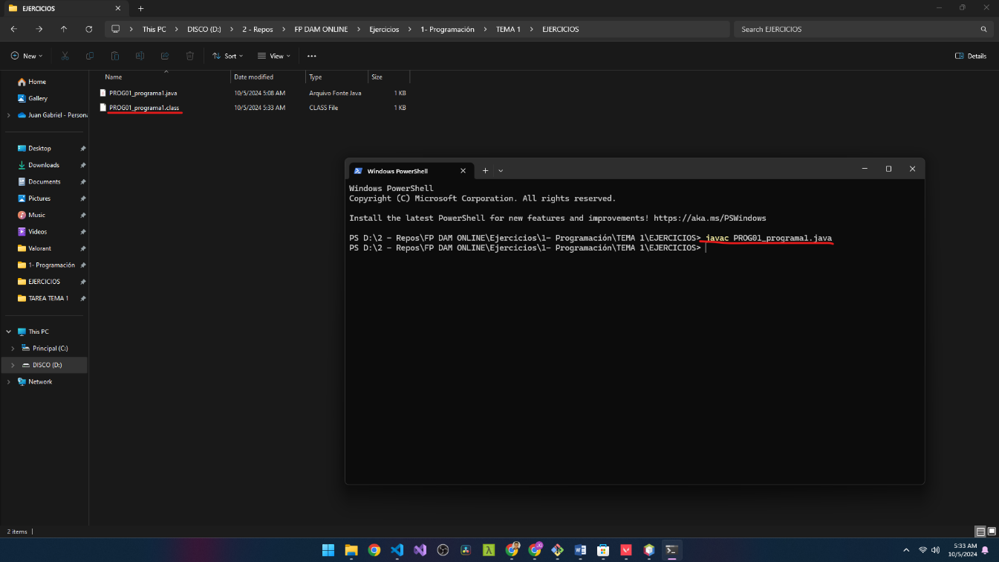 EJERCICIOS
This PC > DISCO (D:) > 2 - Repos > FP DAM ONLINE > Ejercicios > 1- Programación > TEMA 1 > EJERCICIOS
Search EJERCICIOS
New
Sort
View
Details
Name Date modified Type Size
PROG01_programa1.java 10/5/2024 5:08 AM Arquivo Fonte Java 1 KB
PROG01_programa1.class 10/5/2024 5:33 AM CLASS File 1 KB
Home
Gallery
Juan Gabriel - Persona
Desktop
Downloads
Documents
Pictures
Music
Videos
Valorant
1- Programación
EJERCICIOS
TAREA TEMA 1
This PC
Principal (C:)
DISCO (D:)
Network
Windows PowerShell
Windows PowerShell
Copyright (C) Microsoft Corporation. All rights reserved.
Install the latest PowerShell for new features and improvements! https://aka.ms/PSWindows
PS D:\2 - Repos\FP DAM ONLINE\Ejercicios\1- Programación\TEMA 1\EJERCICIOS> javac PROG01_programa1.java
PS D:\2 - Repos\FP DAM ONLINE\Ejercicios\1- Programación\TEMA 1\EJERCICIOS>
2 items
5:33 AM
10/5/2024